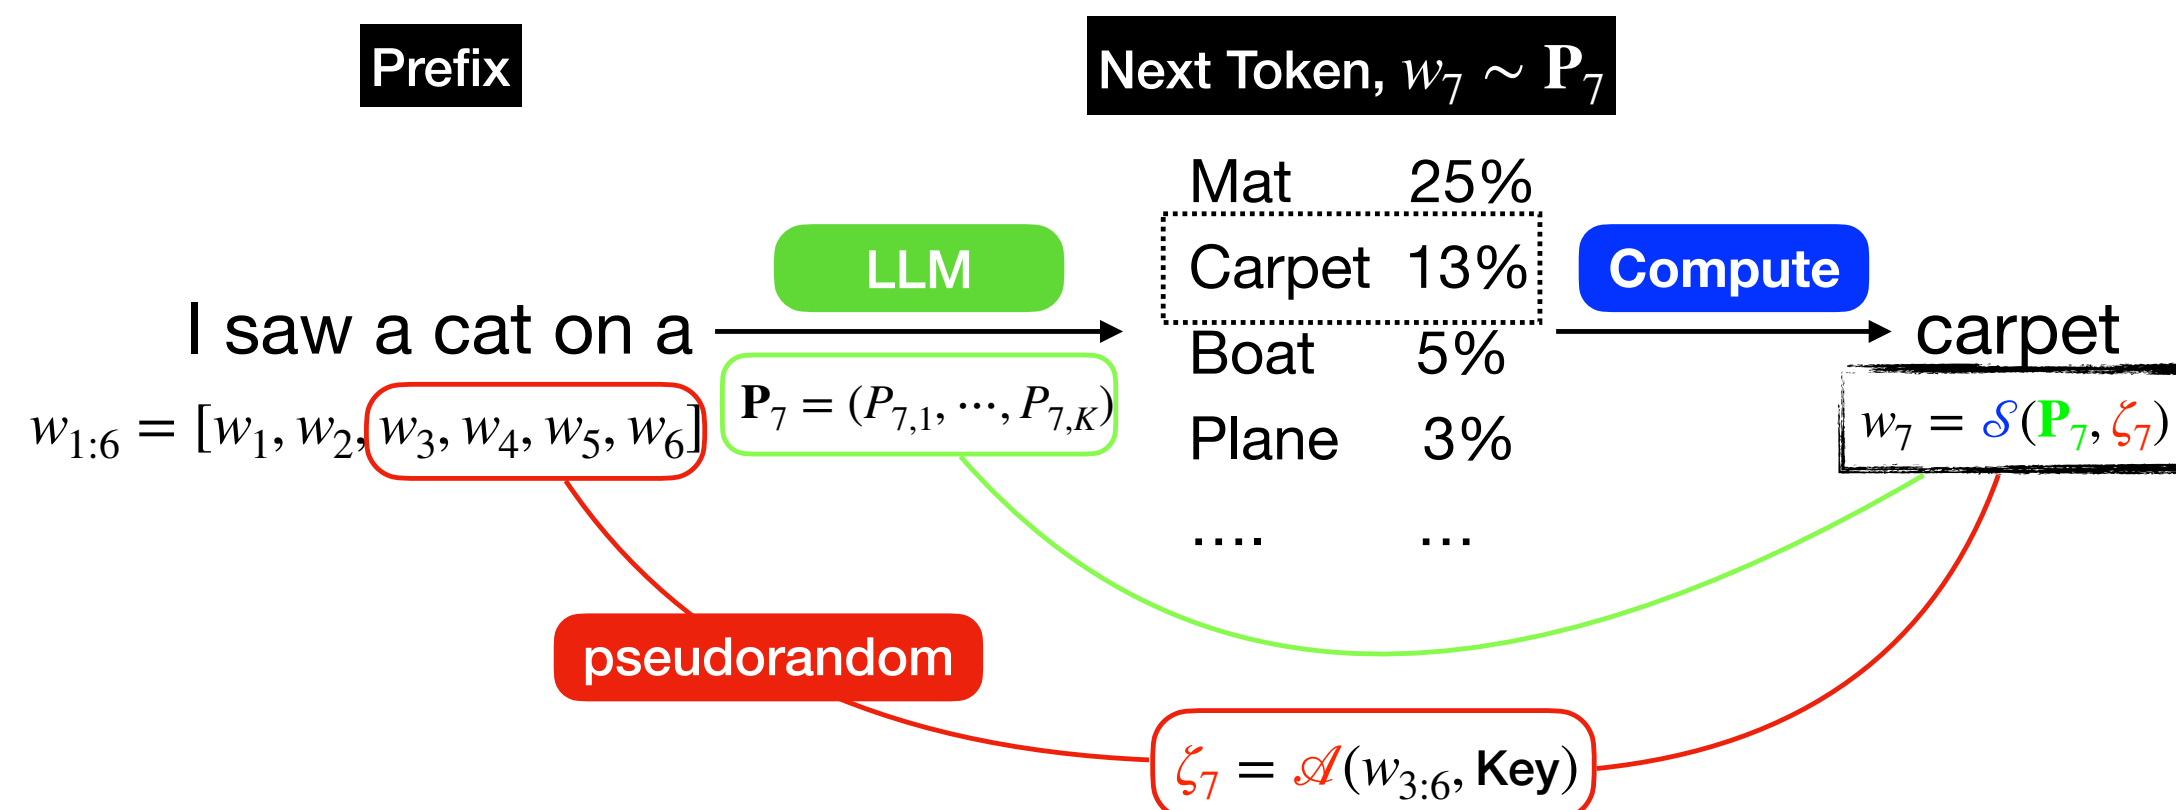 Prefix
Next Token, w₇ ∼ 𝐏₇
Mat 25%
Carpet 13%
Boat 5%
Plane 3%
.... ...
LLM
Compute
I saw a cat on a
carpet
w₁:₆ = [w₁, w₂, w₃, w₄, w₅, w₆]
𝐏₇ = (P₇,₁, ⋯, P₇,K)
w₇ = 𝒮(𝐏₇, ζ₇)
pseudorandom
ζ₇ = 𝒜(w₃:₆, Key)